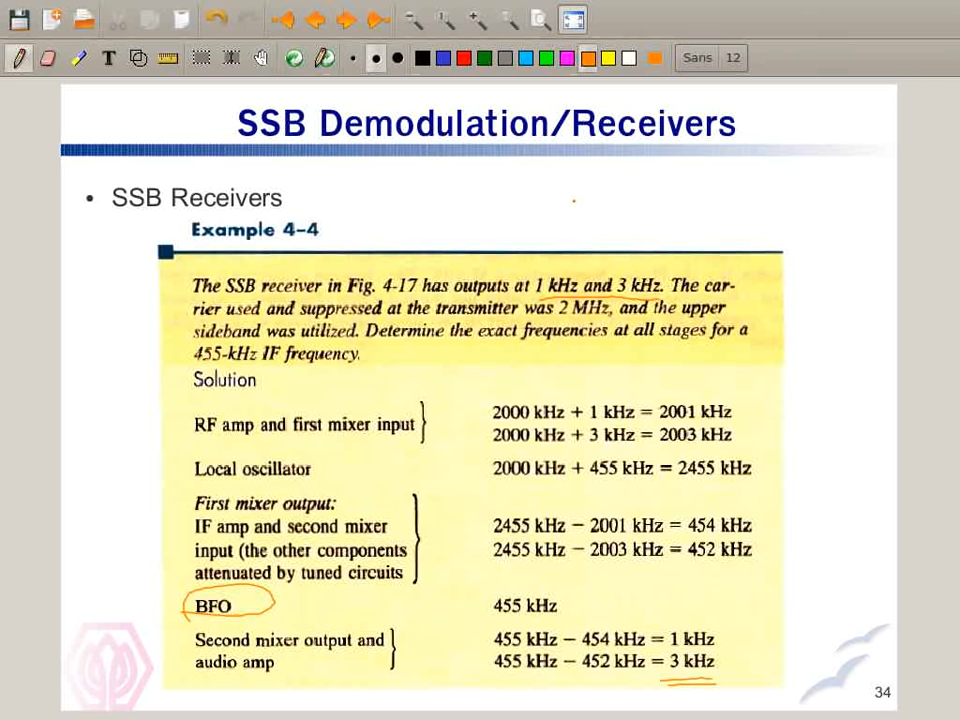 Sans 12
SSB Demodulation/Receivers
• SSB Receivers
Example 4–4
The SSB receiver in Fig. 4-17 has outputs at 1 kHz and 3 kHz. The car-
rier used and suppressed at the transmitter was 2 MHz, and the upper
sideband was utilized. Determine the exact frequencies at all stages for a
455-kHz IF frequency.
Solution
RF amp and first mixer input
2000 kHz + 1 kHz = 2001 kHz
2000 kHz + 3 kHz = 2003 kHz
Local oscillator 2000 kHz + 455 kHz = 2455 kHz
First mixer output:
IF amp and second mixer
input (the other components
attenuated by tuned circuits
2455 kHz − 2001 kHz = 454 kHz
2455 kHz − 2003 kHz = 452 kHz
BFO 455 kHz
Second mixer output and
audio amp
455 kHz − 454 kHz = 1 kHz
455 kHz − 452 kHz = 3 kHz
34